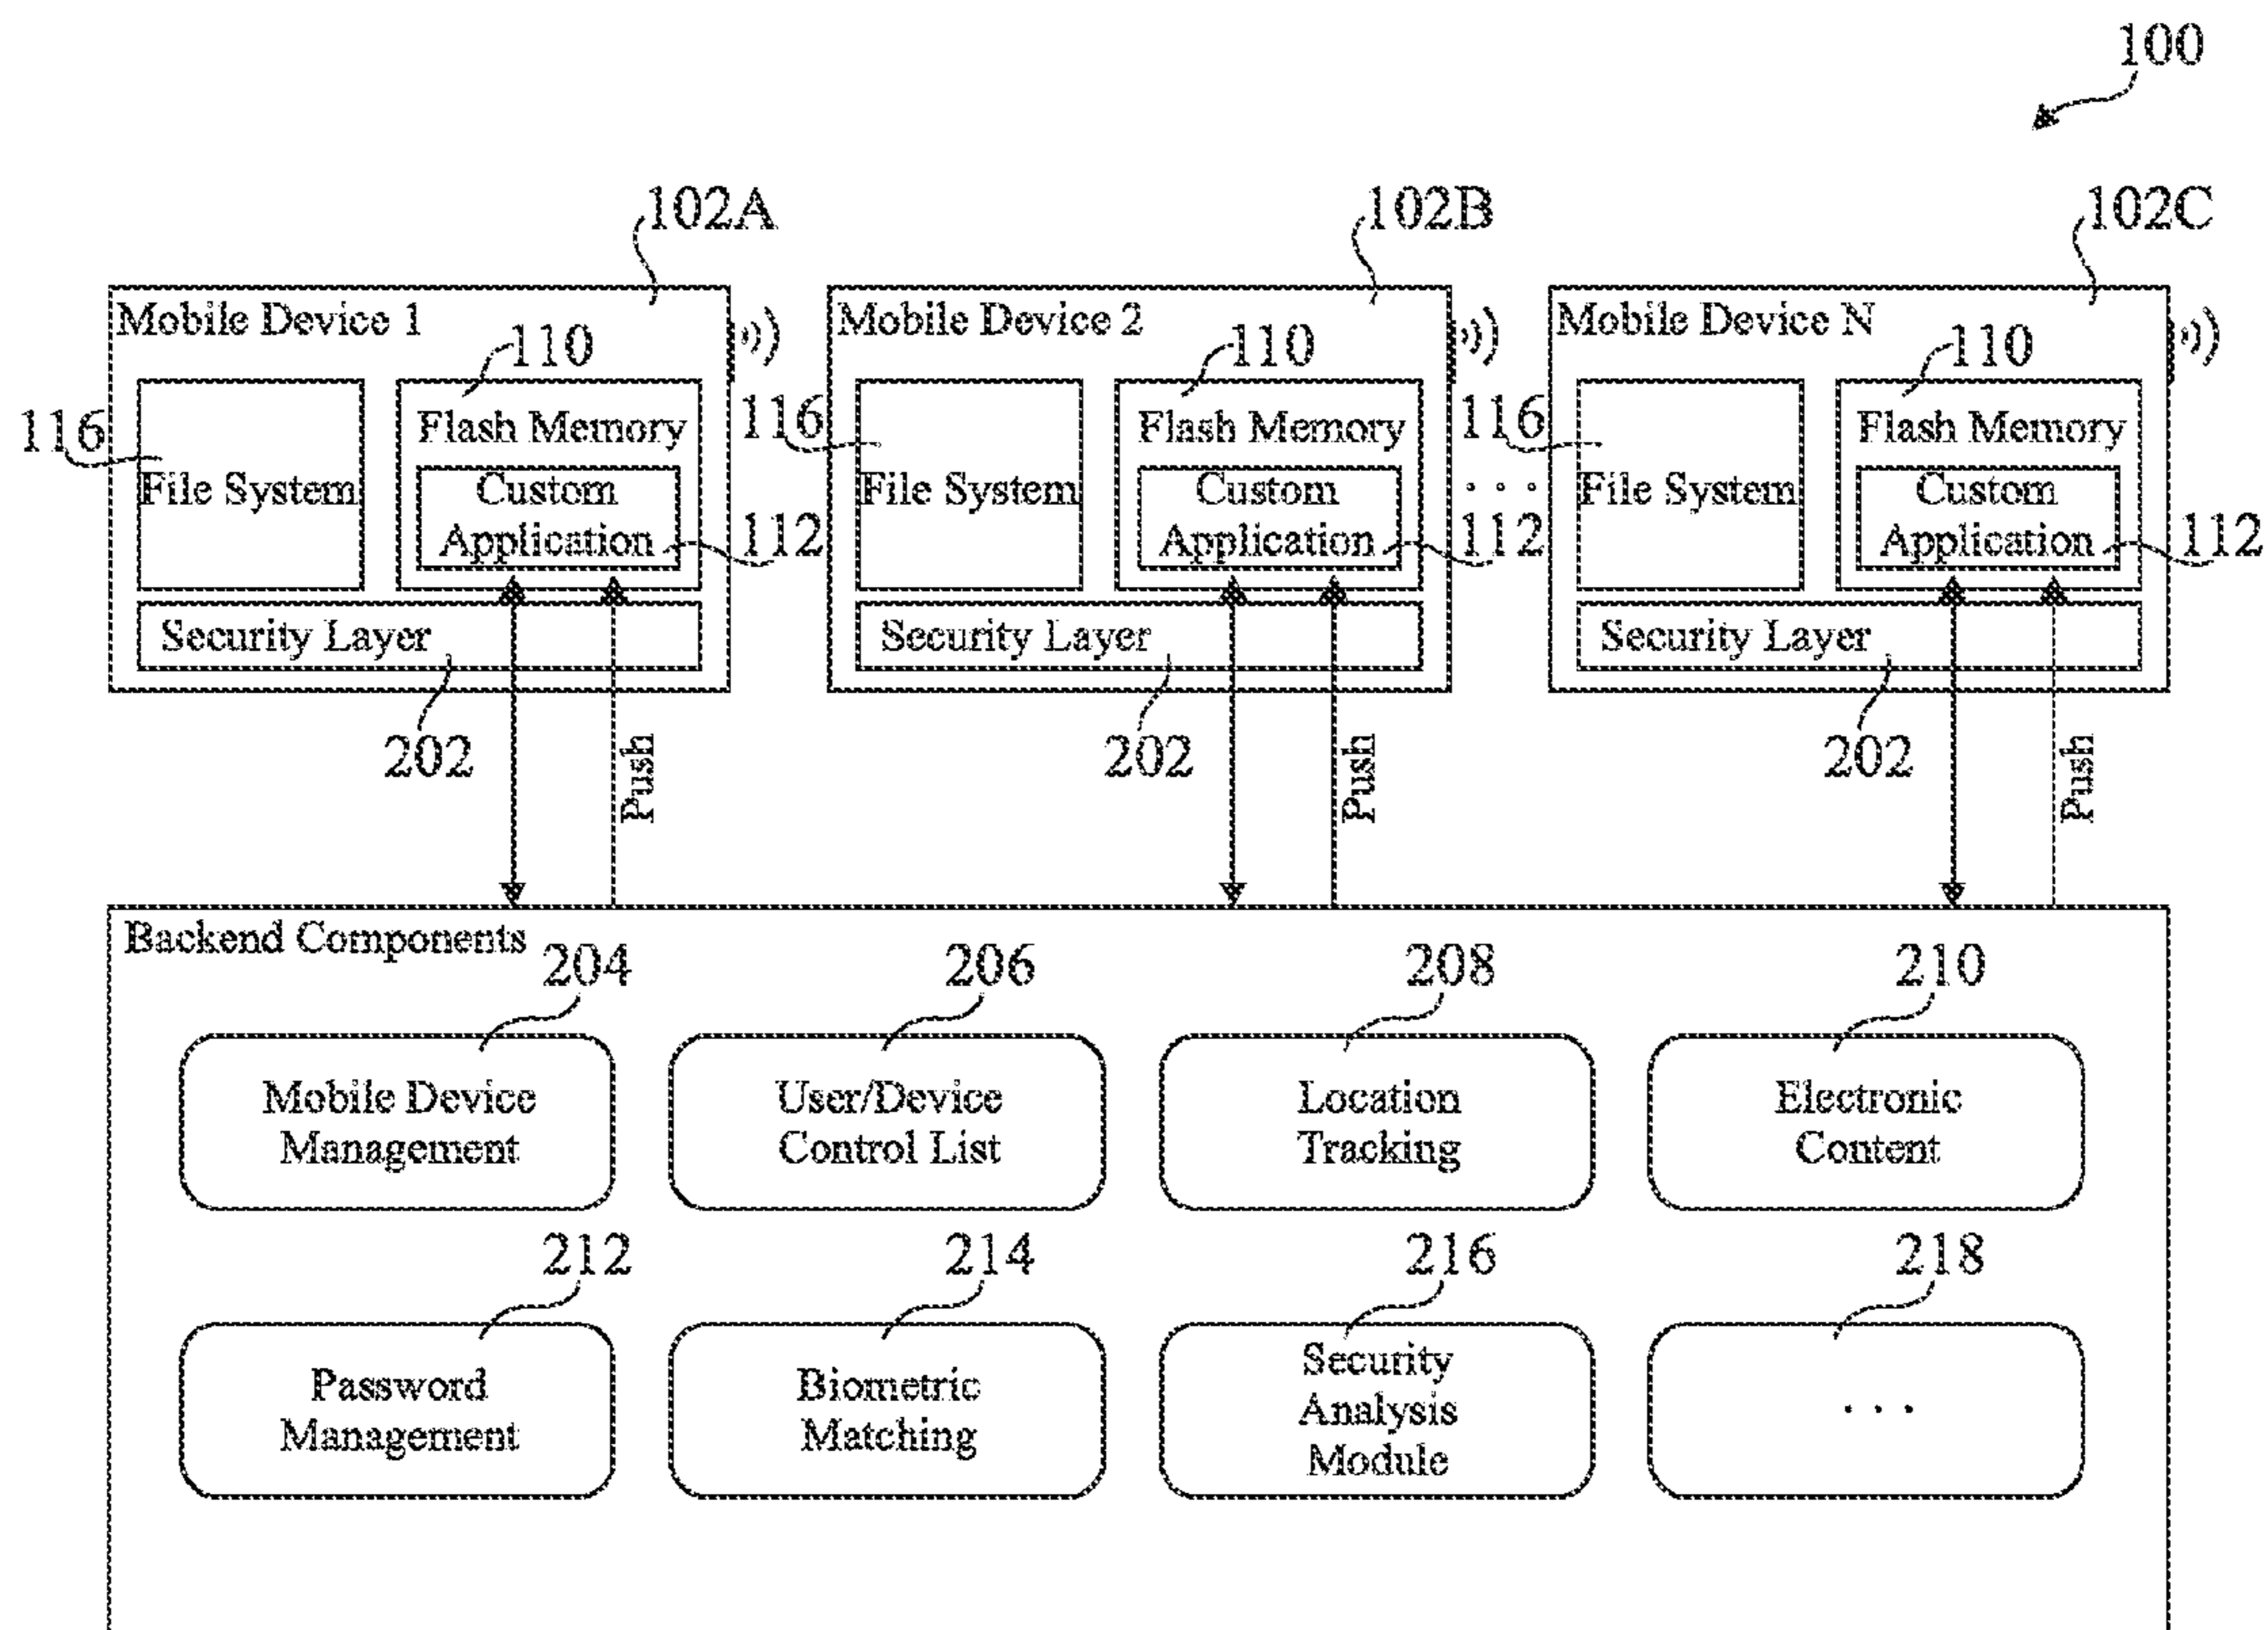 100
102A
102B
102C
Mobile Device 1
Mobile Device 2
Mobile Device N
110
110
110
116
116
116
Flash Memory
Flash Memory
Flash Memory
File System
File System
. . .
File System
Custom
Application
Custom
Application
Custom
Application
112
112
112
Security Layer
Security Layer
Security Layer
202
202
202
Push
Push
Push
Backend Components
204
206
208
210
Mobile Device
Management
User/Device
Control List
Location
Tracking
Electronic
Content
212
214
216
218
Password
Management
Biometric
Matching
Security
Analysis
Module
. . .